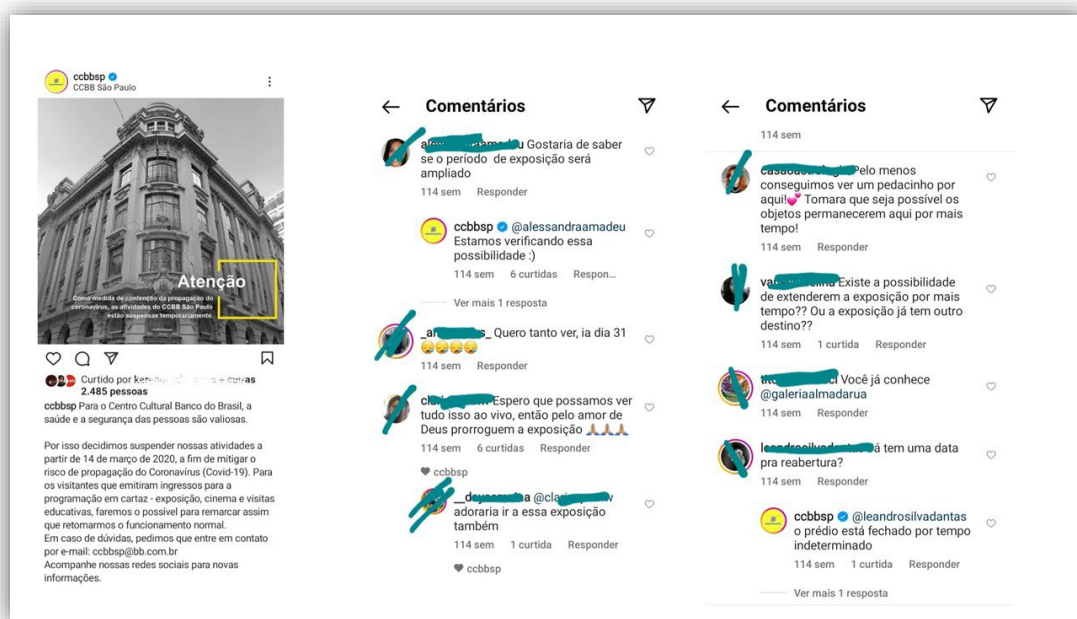 ccbbsp
CCBB São Paulo
Atenção
Como medida de contenção da propagação do
coronavírus, as atividades do CCBB São Paulo
estão suspensas temporariamente.
Curtido por
2.485 pessoas
ccbbsp Para o Centro Cultural Banco do Brasil, a
saúde e a segurança das pessoas são valiosas.
Por isso decidimos suspender nossas atividades a
partir de 14 de março de 2020, a fim de mitigar o
risco de propagação do Coronavírus (Covid-19). Para
os visitantes que emitiram ingressos para a
programação em cartaz - exposição, cinema e visitas
educativas, faremos o possível para remarcar assim
que retomarmos o funcionamento normal.
Em caso de dúvidas, pedimos que entre em contato
por e-mail: ccbbsp@bb.com.br
Acompanhe nossas redes sociais para novas
informações.
Comentários
Gostaria de saber
se o período de exposição será
ampliado
114 sem Responder
ccbbsp @alessandraamadeu
Estamos verificando essa
possibilidade :)
114 sem 6 curtidas Respon...
Ver mais 1 resposta
Quero tanto ver, ia dia 31
😪😪😪😪
114 sem Responder
Espero que possamos ver
tudo isso ao vivo, então pelo amor de
Deus prorroguem a exposição 🙏🙏🙏
114 sem 6 curtidas Responder
ccbbsp
adoraria ir a essa exposição
também
114 sem 1 curtida Responder
ccbbsp
Comentários
114 sem
Pelo menos
conseguimos ver um pedacinho por
aqui!💕 Tomara que seja possível os
objetos permanecerem aqui por mais
tempo!
114 sem Responder
Existe a possibilidade
de extenderem a exposição por mais
tempo?? Ou a exposição já tem outro
destino??
114 sem 1 curtida Responder
Você já conhece
@galeriaalmadarua
114 sem Responder
tem uma data
pra reabertura?
114 sem Responder
ccbbsp @leandrosilvadantas
o prédio está fechado por tempo
indeterminado
114 sem 1 curtida Responder
Ver mais 1 resposta